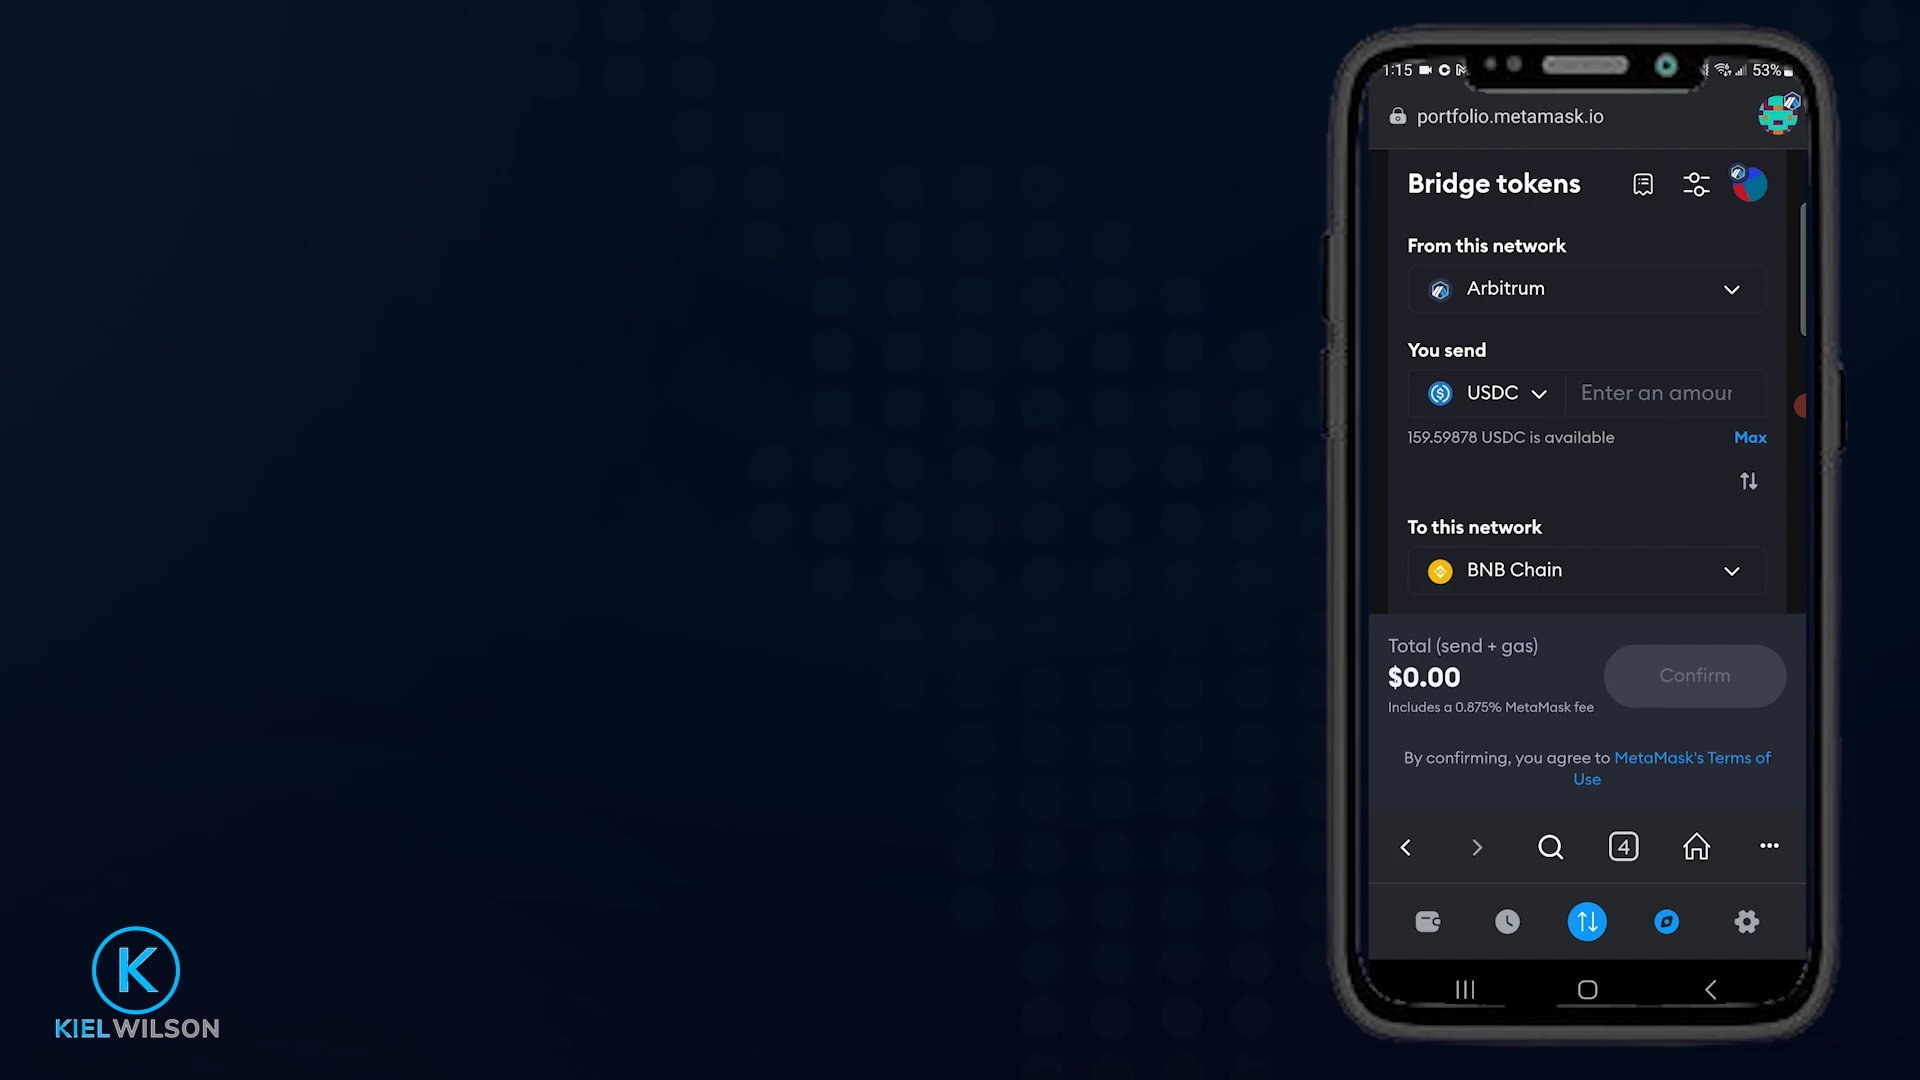 1:15
53%
portfolio.metamask.io
Bridge tokens
From this network
Arbitrum
You send
USDC
Enter an amour
159.59878 USDC is available
Max
To this network
BNB Chain
Total (send + gas)
$0.00
Confirm
Includes a 0.875% MetaMask fee
By confirming, you agree to MetaMask's Terms of
Use
4
K
KIELWILSON